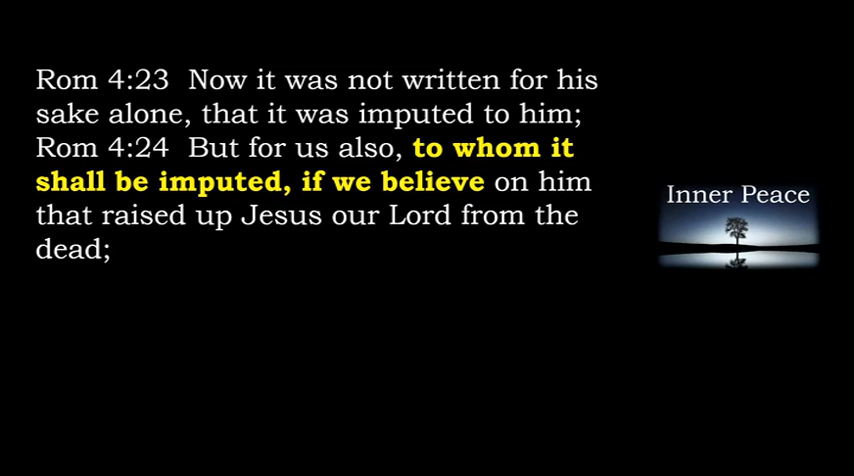 Rom 4:23  Now it was not written for his
sake alone, that it was imputed to him;
Rom 4:24  But for us also, to whom it
shall be imputed, if we believe on him
that raised up Jesus our Lord from the
dead;
Inner Peace